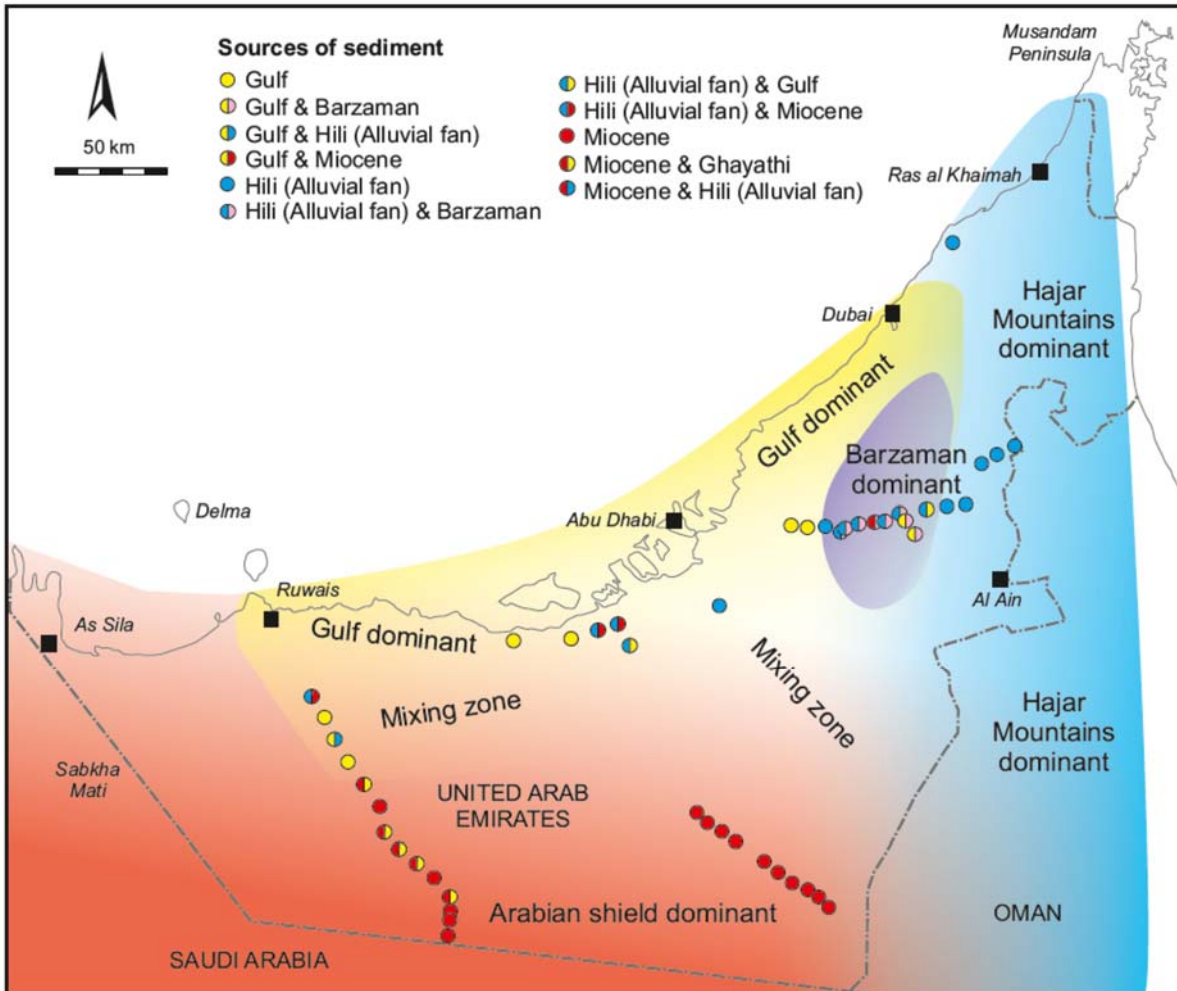 Sources of sediment
Gulf
Gulf & Barzaman
Gulf & Hili (Alluvial fan)
Gulf & Miocene
Hili (Alluvial fan)
Hili (Alluvial fan) & Barzaman
Hili (Alluvial fan) & Gulf
Hili (Alluvial fan) & Miocene
Miocene
Miocene & Ghayathi
Miocene & Hili (Alluvial fan)
50 km
Musandam
Peninsula
Ras al Khaimah
Dubai
Hajar
Mountains
dominant
Gulf dominant
Barzaman
dominant
Delma
Abu Dhabi
Al Ain
Ruwais
As Sila
Gulf dominant
Mixing zone
Mixing zone
Hajar
Mountains
dominant
Sabkha
Mati
UNITED ARAB
EMIRATES
Arabian shield dominant
OMAN
SAUDI ARABIA